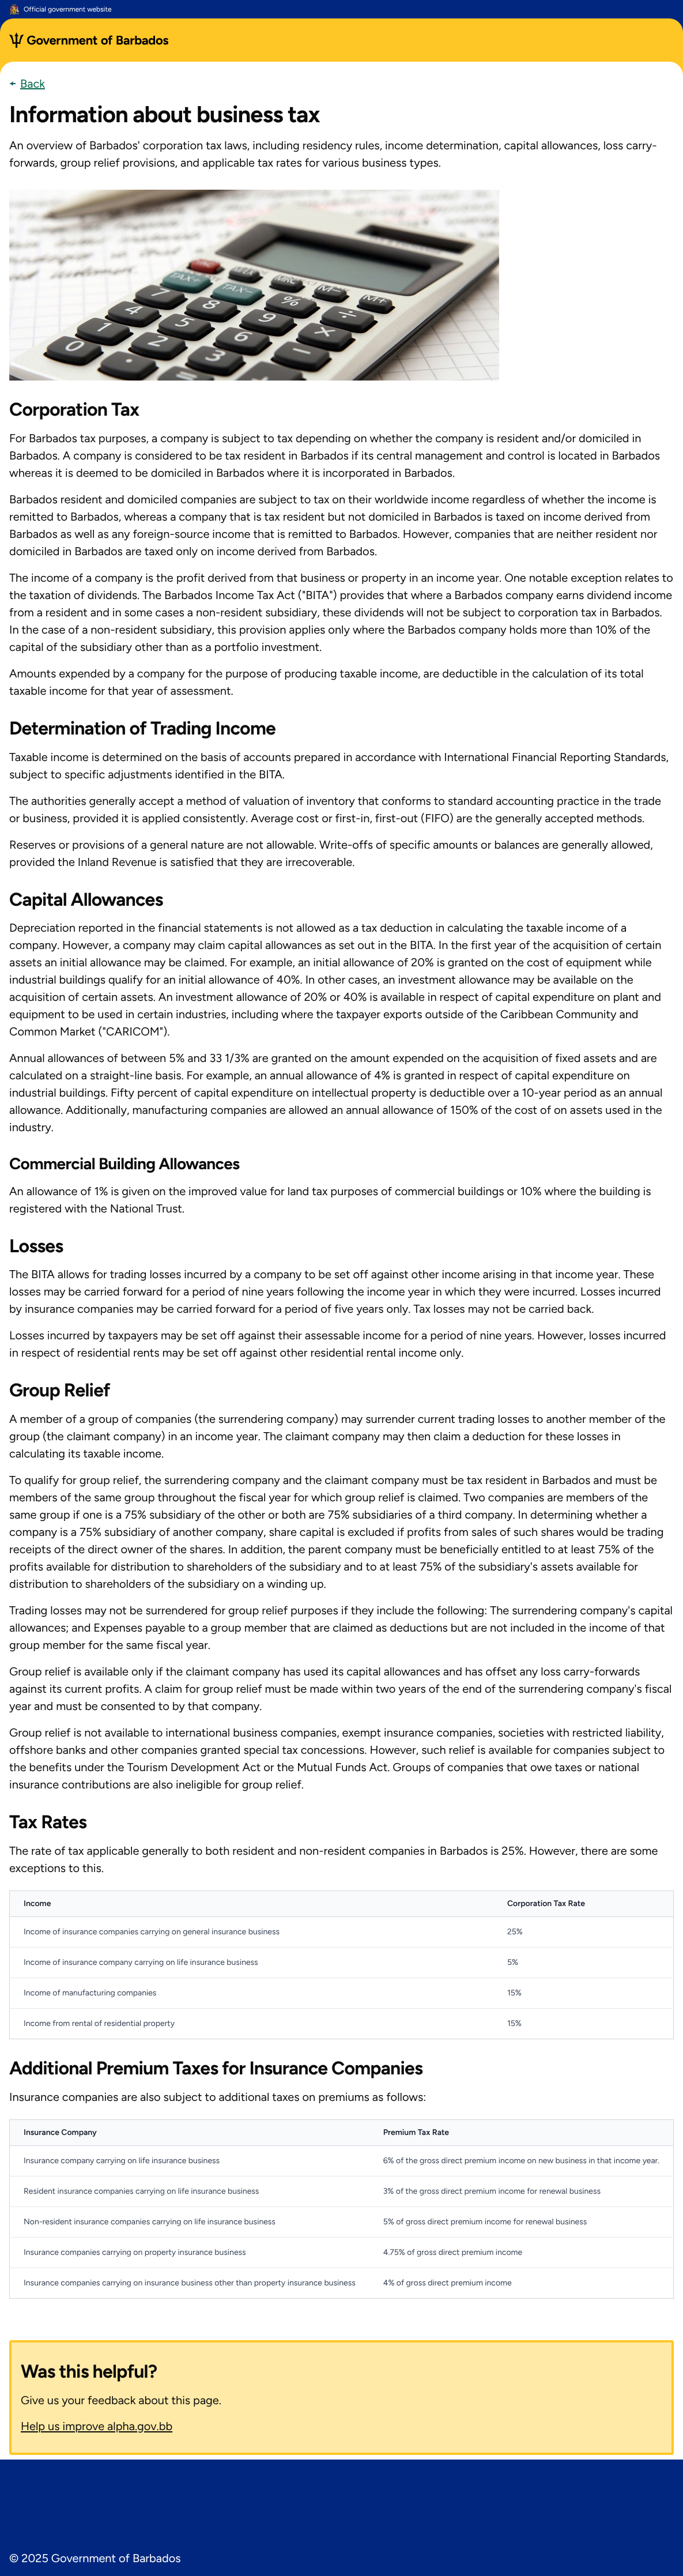 Official government website
Government of Barbados
← Back
Information about business tax
An overview of Barbados' corporation tax laws, including residency rules, income determination, capital allowances, loss carry-
forwards, group relief provisions, and applicable tax rates for various business types.
MRC M- M+
TAX+ TAX- % ÷
7 8 9 ×
4 5 6 −
1 2 3
0 .
Corporation Tax
For Barbados tax purposes, a company is subject to tax depending on whether the company is resident and/or domiciled in
Barbados. A company is considered to be tax resident in Barbados if its central management and control is located in Barbados
whereas it is deemed to be domiciled in Barbados where it is incorporated in Barbados.
Barbados resident and domiciled companies are subject to tax on their worldwide income regardless of whether the income is
remitted to Barbados, whereas a company that is tax resident but not domiciled in Barbados is taxed on income derived from
Barbados as well as any foreign-source income that is remitted to Barbados. However, companies that are neither resident nor
domiciled in Barbados are taxed only on income derived from Barbados.
The income of a company is the profit derived from that business or property in an income year. One notable exception relates to
the taxation of dividends. The Barbados Income Tax Act ("BITA") provides that where a Barbados company earns dividend income
from a resident and in some cases a non-resident subsidiary, these dividends will not be subject to corporation tax in Barbados.
In the case of a non-resident subsidiary, this provision applies only where the Barbados company holds more than 10% of the
capital of the subsidiary other than as a portfolio investment.
Amounts expended by a company for the purpose of producing taxable income, are deductible in the calculation of its total
taxable income for that year of assessment.
Determination of Trading Income
Taxable income is determined on the basis of accounts prepared in accordance with International Financial Reporting Standards,
subject to specific adjustments identified in the BITA.
The authorities generally accept a method of valuation of inventory that conforms to standard accounting practice in the trade
or business, provided it is applied consistently. Average cost or first-in, first-out (FIFO) are the generally accepted methods.
Reserves or provisions of a general nature are not allowable. Write-offs of specific amounts or balances are generally allowed,
provided the Inland Revenue is satisfied that they are irrecoverable.
Capital Allowances
Depreciation reported in the financial statements is not allowed as a tax deduction in calculating the taxable income of a
company. However, a company may claim capital allowances as set out in the BITA. In the first year of the acquisition of certain
assets an initial allowance may be claimed. For example, an initial allowance of 20% is granted on the cost of equipment while
industrial buildings qualify for an initial allowance of 40%. In other cases, an investment allowance may be available on the
acquisition of certain assets. An investment allowance of 20% or 40% is available in respect of capital expenditure on plant and
equipment to be used in certain industries, including where the taxpayer exports outside of the Caribbean Community and
Common Market ("CARICOM").
Annual allowances of between 5% and 33 1/3% are granted on the amount expended on the acquisition of fixed assets and are
calculated on a straight-line basis. For example, an annual allowance of 4% is granted in respect of capital expenditure on
industrial buildings. Fifty percent of capital expenditure on intellectual property is deductible over a 10-year period as an annual
allowance. Additionally, manufacturing companies are allowed an annual allowance of 150% of the cost of on assets used in the
industry.
Commercial Building Allowances
An allowance of 1% is given on the improved value for land tax purposes of commercial buildings or 10% where the building is
registered with the National Trust.
Losses
The BITA allows for trading losses incurred by a company to be set off against other income arising in that income year. These
losses may be carried forward for a period of nine years following the income year in which they were incurred. Losses incurred
by insurance companies may be carried forward for a period of five years only. Tax losses may not be carried back.
Losses incurred by taxpayers may be set off against their assessable income for a period of nine years. However, losses incurred
in respect of residential rents may be set off against other residential rental income only.
Group Relief
A member of a group of companies (the surrendering company) may surrender current trading losses to another member of the
group (the claimant company) in an income year. The claimant company may then claim a deduction for these losses in
calculating its taxable income.
To qualify for group relief, the surrendering company and the claimant company must be tax resident in Barbados and must be
members of the same group throughout the fiscal year for which group relief is claimed. Two companies are members of the
same group if one is a 75% subsidiary of the other or both are 75% subsidiaries of a third company. In determining whether a
company is a 75% subsidiary of another company, share capital is excluded if profits from sales of such shares would be trading
receipts of the direct owner of the shares. In addition, the parent company must be beneficially entitled to at least 75% of the
profits available for distribution to shareholders of the subsidiary and to at least 75% of the subsidiary's assets available for
distribution to shareholders of the subsidiary on a winding up.
Trading losses may not be surrendered for group relief purposes if they include the following: The surrendering company's capital
allowances; and Expenses payable to a group member that are claimed as deductions but are not included in the income of that
group member for the same fiscal year.
Group relief is available only if the claimant company has used its capital allowances and has offset any loss carry-forwards
against its current profits. A claim for group relief must be made within two years of the end of the surrendering company's fiscal
year and must be consented to by that company.
Group relief is not available to international business companies, exempt insurance companies, societies with restricted liability,
offshore banks and other companies granted special tax concessions. However, such relief is available for companies subject to
the benefits under the Tourism Development Act or the Mutual Funds Act. Groups of companies that owe taxes or national
insurance contributions are also ineligible for group relief.
Tax Rates
The rate of tax applicable generally to both resident and non-resident companies in Barbados is 25%. However, there are some
exceptions to this.
Income Corporation Tax Rate
Income of insurance companies carrying on general insurance business 25%
Income of insurance company carrying on life insurance business 5%
Income of manufacturing companies 15%
Income from rental of residential property 15%
Additional Premium Taxes for Insurance Companies
Insurance companies are also subject to additional taxes on premiums as follows:
Insurance Company Premium Tax Rate
Insurance company carrying on life insurance business 6% of the gross direct premium income on new business in that income year.
Resident insurance companies carrying on life insurance business 3% of the gross direct premium income for renewal business
Non-resident insurance companies carrying on life insurance business 5% of gross direct premium income for renewal business
Insurance companies carrying on property insurance business 4.75% of gross direct premium income
Insurance companies carrying on insurance business other than property insurance business 4% of gross direct premium income
Was this helpful?
Give us your feedback about this page.
Help us improve alpha.gov.bb
© 2025 Government of Barbados